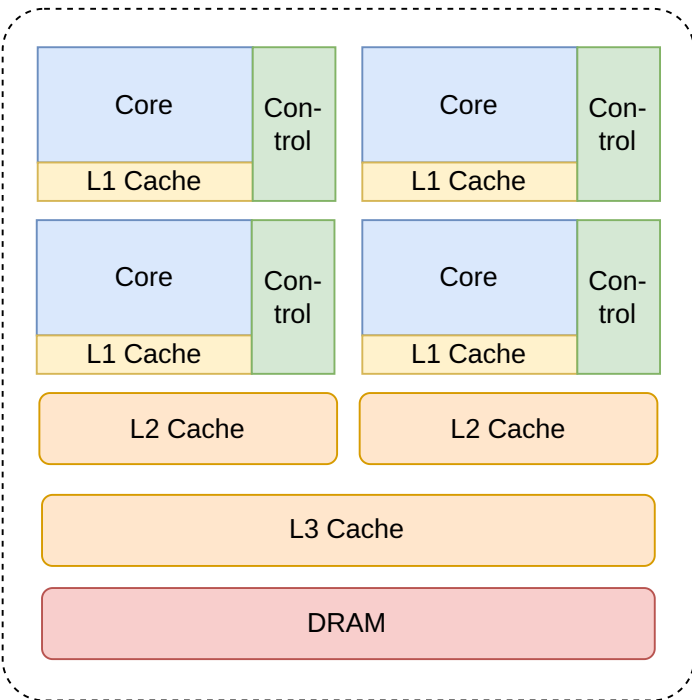 Core
Con-
trol
L1 Cache
Core
Con-
trol
L1 Cache
Core
Con-
trol
L1 Cache
Core
Con-
trol
L1 Cache
L2 Cache
L2 Cache
L3 Cache
DRAM